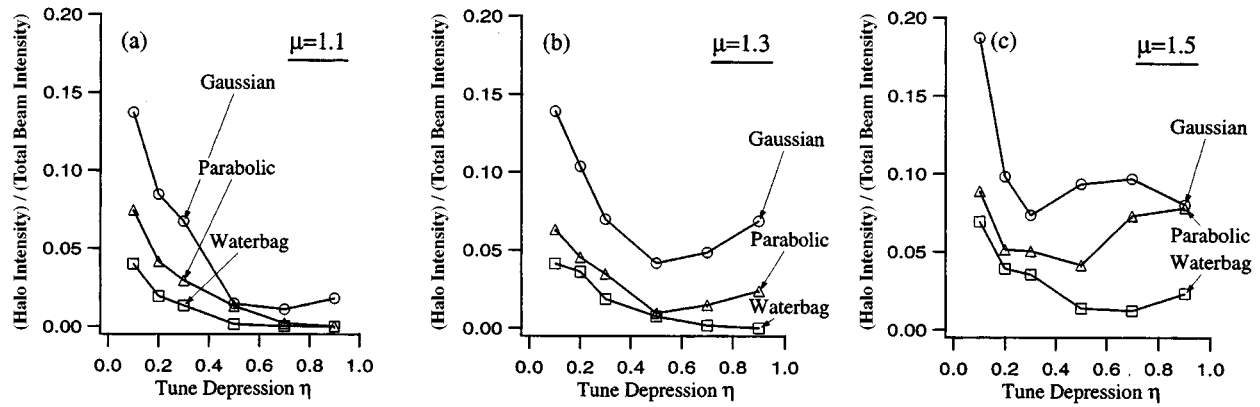 (Halo Intensity) / (Total Beam Intensity)
0.20
0.15
0.10
0.05
0.00
(a)
μ=1.1
Gaussian
Parabolic
Waterbag
0.0 0.2 0.4 0.6 0.8 1.0
Tune Depression η
(Halo Intensity) / (Total Beam Intensity)
0.20
0.15
0.10
0.05
0.00
(b)
μ=1.3
Gaussian
Parabolic
Waterbag
0.0 0.2 0.4 0.6 0.8 1.0
Tune Depression η
(Halo Intensity) / (Total Beam Intensity)
0.20
0.15
0.10
0.05
0.00
(c)
μ=1.5
Gaussian
Parabolic
Waterbag
0.0 0.2 0.4 0.6 0.8 1.0
Tune Depression η